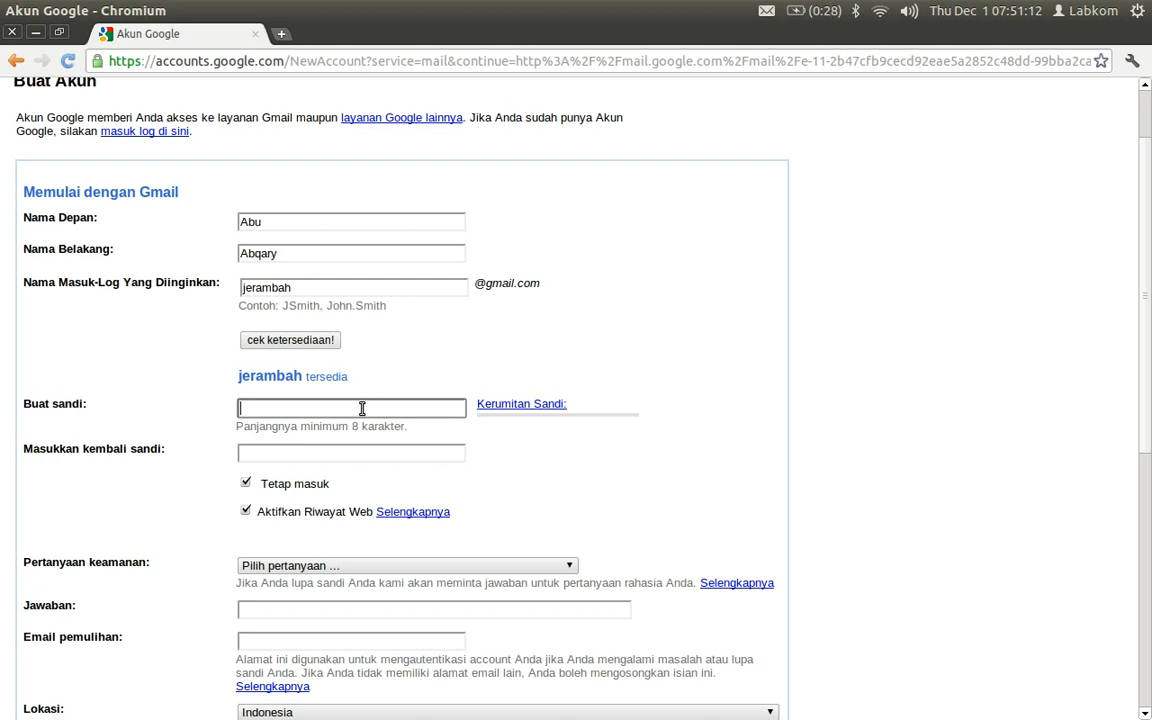 Akun Google - Chromium
(0:28)
Thu Dec 1 07:51:12
Labkom
Akun Google
https://accounts.google.com/NewAccount?service=mail&continue=http%3A%2F%2Fmail.google.com%2Fmail%2Fe-11-2b47cfb9cecd92eae5a2852c48dd-99bba2ca
Buat Akun
Akun Google memberi Anda akses ke layanan Gmail maupun layanan Google lainnya. Jika Anda sudah punya Akun
Google, silakan masuk log di sini.
Memulai dengan Gmail
Nama Depan:
Abu
Nama Belakang:
Abqary
Nama Masuk-Log Yang Diinginkan:
jerambah
@gmail.com
Contoh: JSmith, John.Smith
cek ketersediaan!
jerambah tersedia
Buat sandi:
Kerumitan Sandi:
Panjangnya minimum 8 karakter.
Masukkan kembali sandi:
Tetap masuk
Aktifkan Riwayat Web Selengkapnya
Pertanyaan keamanan:
Pilih pertanyaan ...
Jika Anda lupa sandi Anda kami akan meminta jawaban untuk pertanyaan rahasia Anda. Selengkapnya
Jawaban:
Email pemulihan:
Alamat ini digunakan untuk mengautentikasi account Anda jika Anda mengalami masalah atau lupa
sandi Anda. Jika Anda tidak memiliki alamat email lain, Anda boleh mengosongkan isian ini.
Selengkapnya
Lokasi:
Indonesia